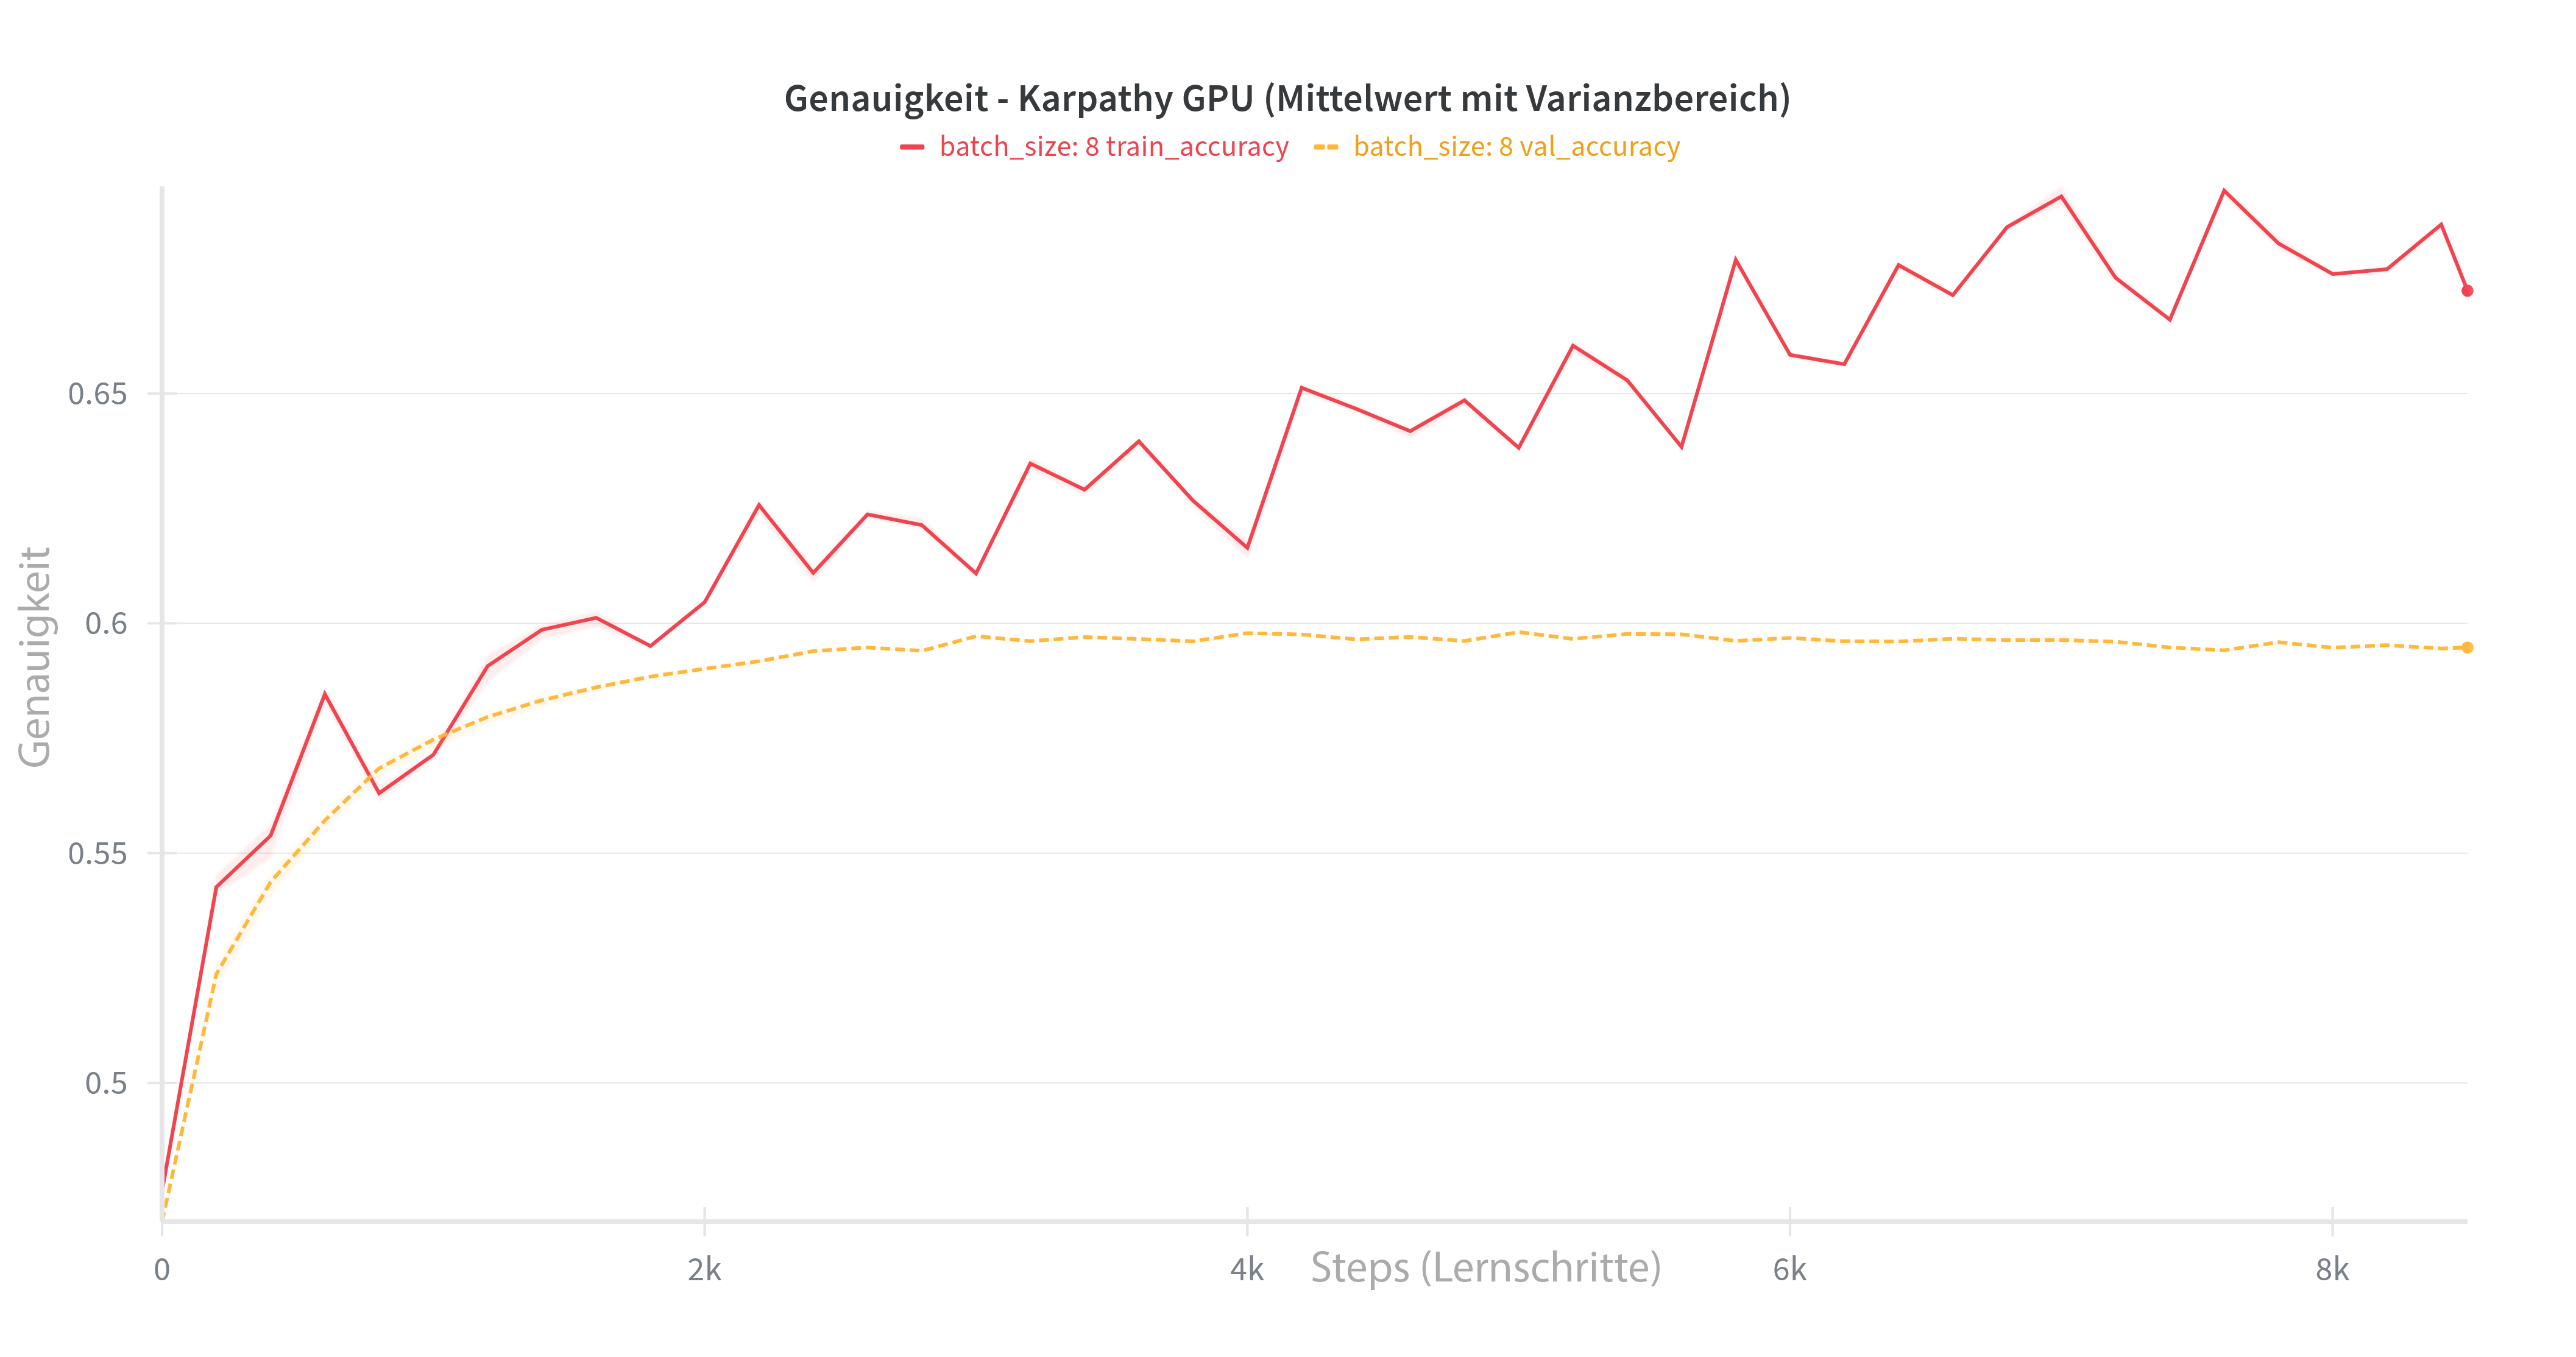 Genauigkeit - Karpathy GPU (Mittelwert mit Varianzbereich)
batch_size: 8 train_accuracy batch_size: 8 val_accuracy
Genauigkeit
0.65
0.6
0.55
0.5
0 2k 4k 6k 8k
Steps (Lernschritte)